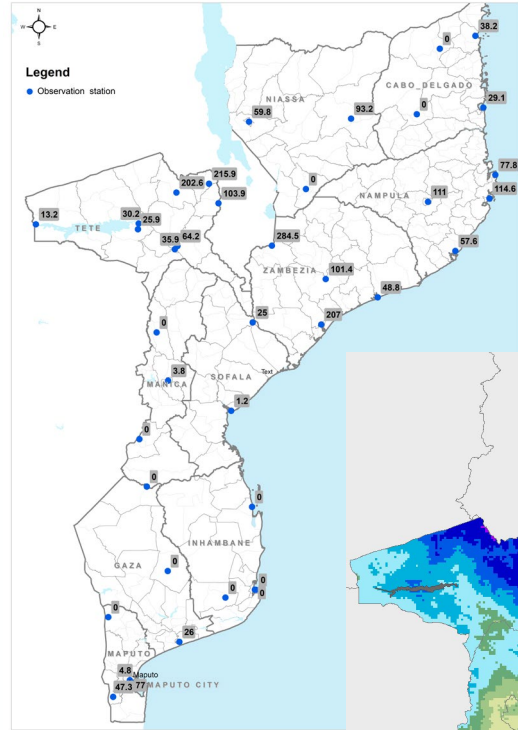 N
W E
S
38.2
0
Legend
Observation station
CABO_DELGADO
NIASSA
29.1
93.2
59.8
0
77.8
215.9
202.6
0
114.6
103.9
NAMPULA
111
13.2
30.2
25.9
TETE
64.2
35.9
284.5
57.6
ZAMBEZIA
101.4
48.8
25
207
0
3.8
Text
SOFALA
MANICA
1.2
0
0
0
INHAMBANE
GAZA
0
0
0
0
0
26
MAPUTO
4.8
Maputo
47.3
77
MAPUTO CITY